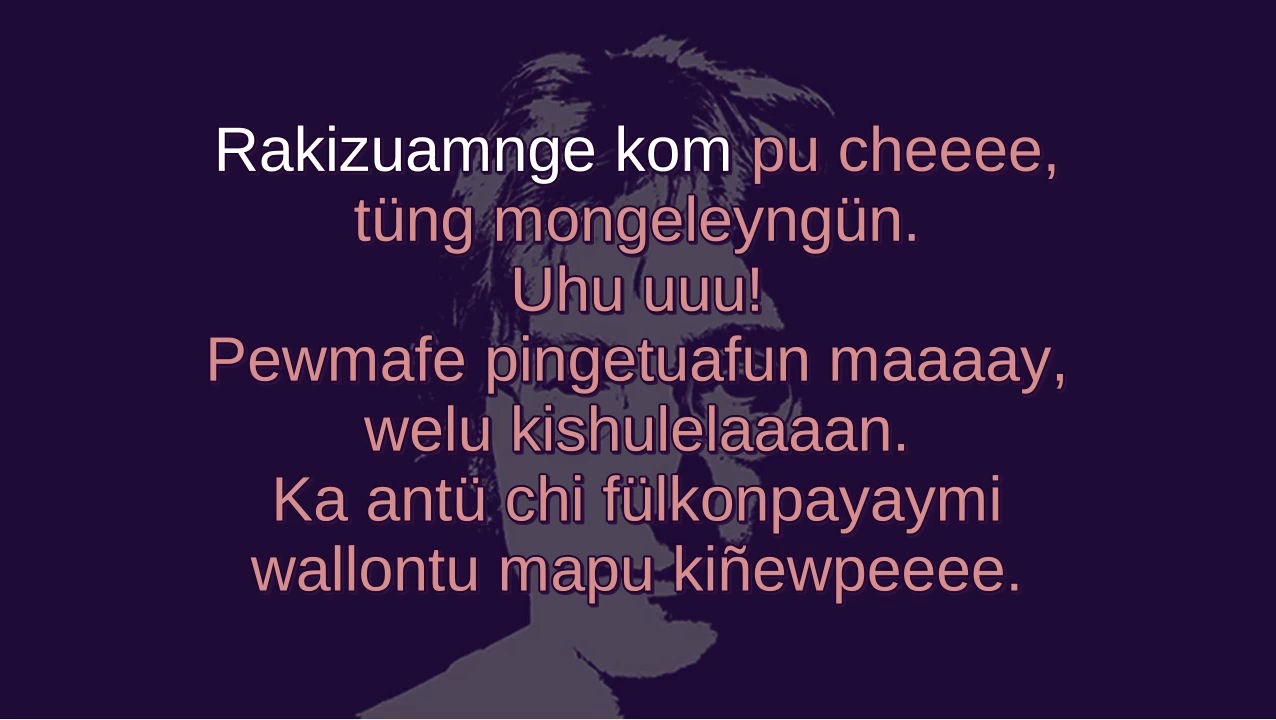 Rakizuamnge kom pu cheeee,
tüng mongeleyngün.
Uhu uuu!
Pewmafe pingetuafun maaaay,
welu kishulelaaaan.
Ka antü chi fülkonpayaymi
wallontu mapu kiñewpeeee.